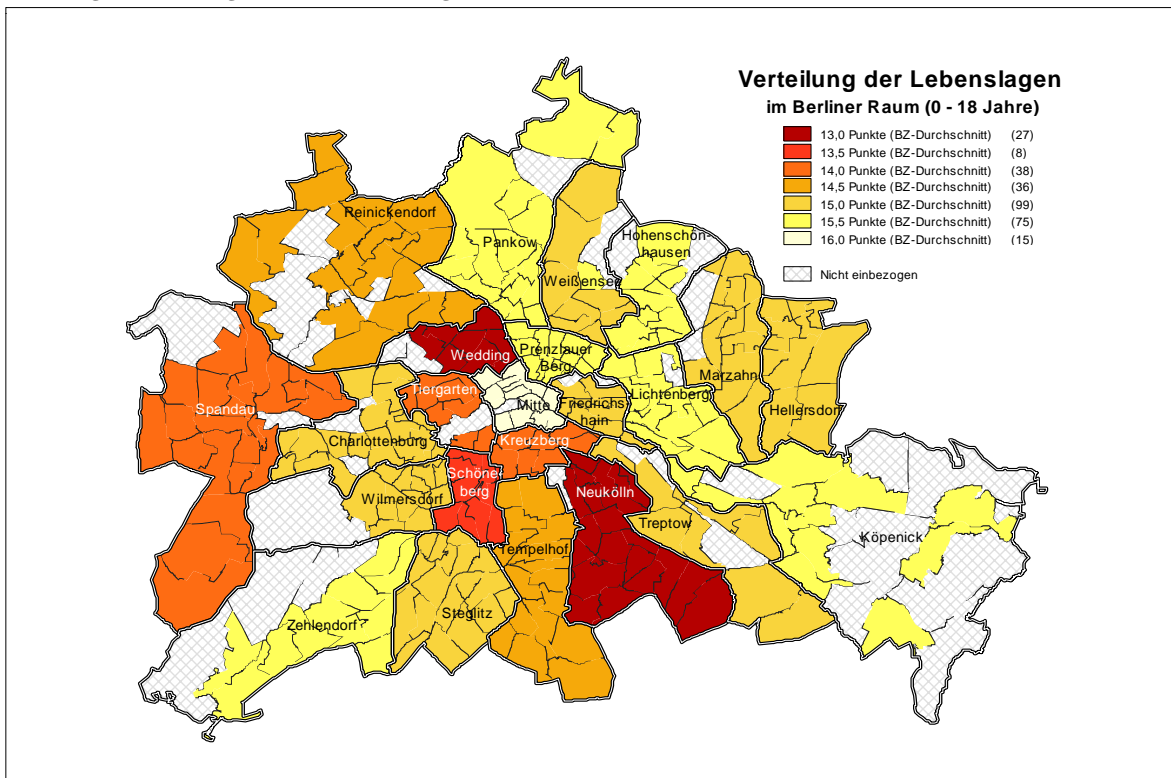 Verteilung der Lebenslagen
im Berliner Raum (0 - 18 Jahre)
13,0 Punkte (BZ-Durchschnitt) (27)
13,5 Punkte (BZ-Durchschnitt) (8)
14,0 Punkte (BZ-Durchschnitt) (38)
14,5 Punkte (BZ-Durchschnitt) (36)
15,0 Punkte (BZ-Durchschnitt) (99)
15,5 Punkte (BZ-Durchschnitt) (75)
16,0 Punkte (BZ-Durchschnitt) (15)
Nicht einbezogen
Reinickendorf
Pankow
Hohenschön-
hausen
Weißensee
Wedding
Prenzlauer
Berg
Marzahn
Tiergarten
Mitte
Friedrichs-
hain
Lichtenberg
Hellersdorf
Spandau
Charlottenburg
Kreuzberg
Schöne-
berg
Wilmersdorf
Neukölln
Treptow
Köpenick
Tempelhof
Steglitz
Zehlendorf